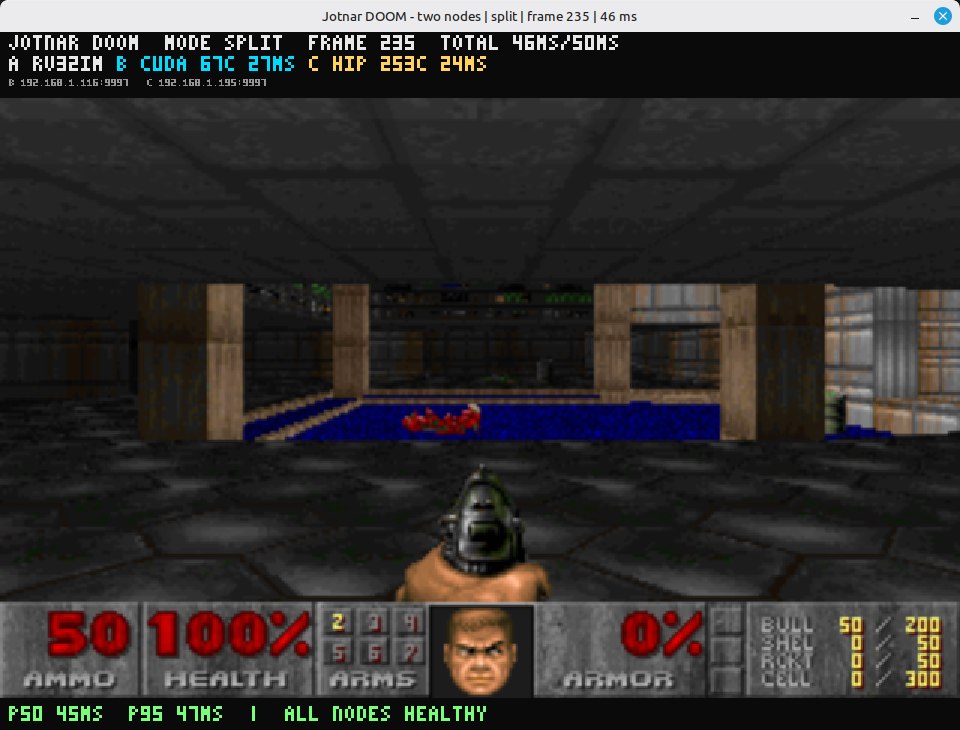 Jotnar DOOM - two nodes | split | frame 235 | 46 ms
JOTNAR DOOM MODE SPLIT FRAME 235 TOTAL 46MS/50MS
A RV32IM B CUDA 67C 27MS C HIP 253C 24MS
B 192.168.1.116:9997 C 192.168.1.195:9997
50 100% 2 3 4 0% BULL 50 / 200
5 6 7 SHEL 0 / 50
RCKT 0 / 50
AMMO HEALTH ARMS ARMOR CELL 0 / 300
P50 45MS P95 47MS | ALL NODES HEALTHY